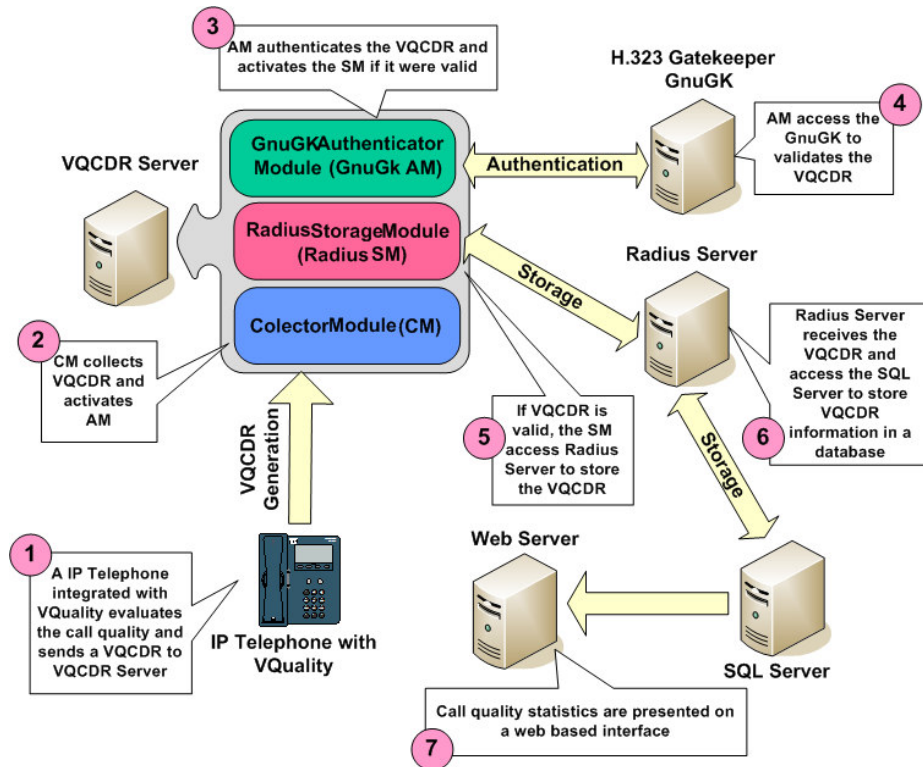 3
AM authenticates the VQCDR and
activates the SM if it were valid
H.323 Gatekeeper
GnuGK
4
AM access the
GnuGK to
validates the
VQCDR
VQCDR Server
GnuGKAuthenticator
Module (GnuGk AM)
Authentication
RadiusStorageModule
(Radius SM)
Storage
Radius Server
ColectorModule (CM)
2
CM collects
VQCDR and
activates
AM
Radius Server
receives the
VQCDR and
access the SQL
Server to store
VQCDR
information in a
database
6
5
If VQCDR is
valid, the SM
access Radius
Server to store
the VQCDR
VQCDR
Generation
Storage
1
A IP Telephone
integrated with
VQuality evaluates
the call quality and
sends a VQCDR to
VQCDR Server
IP Telephone with
VQuality
Web Server
SQL Server
Call quality statistics are presented on
a web based interface
7